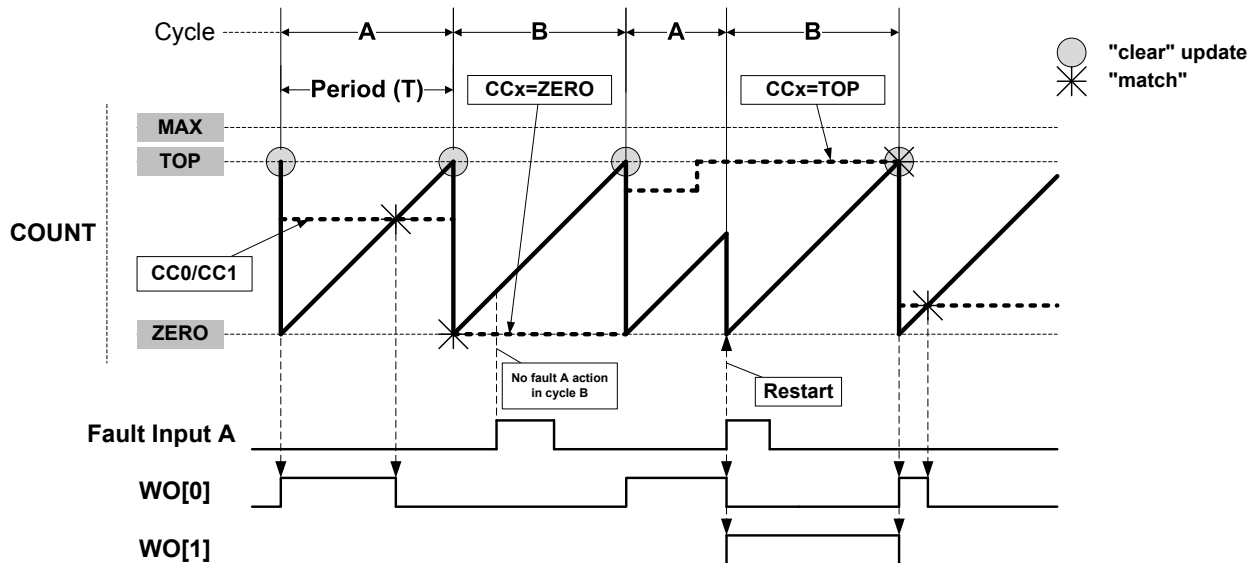 Cycle
A
B
A
B
"clear" update
"match"
Period (T)
CCx=ZERO
CCx=TOP
MAX
TOP
COUNT
CC0/CC1
ZERO
No fault A action
in cycle B
Restart
Fault Input A
WO[0]
WO[1]